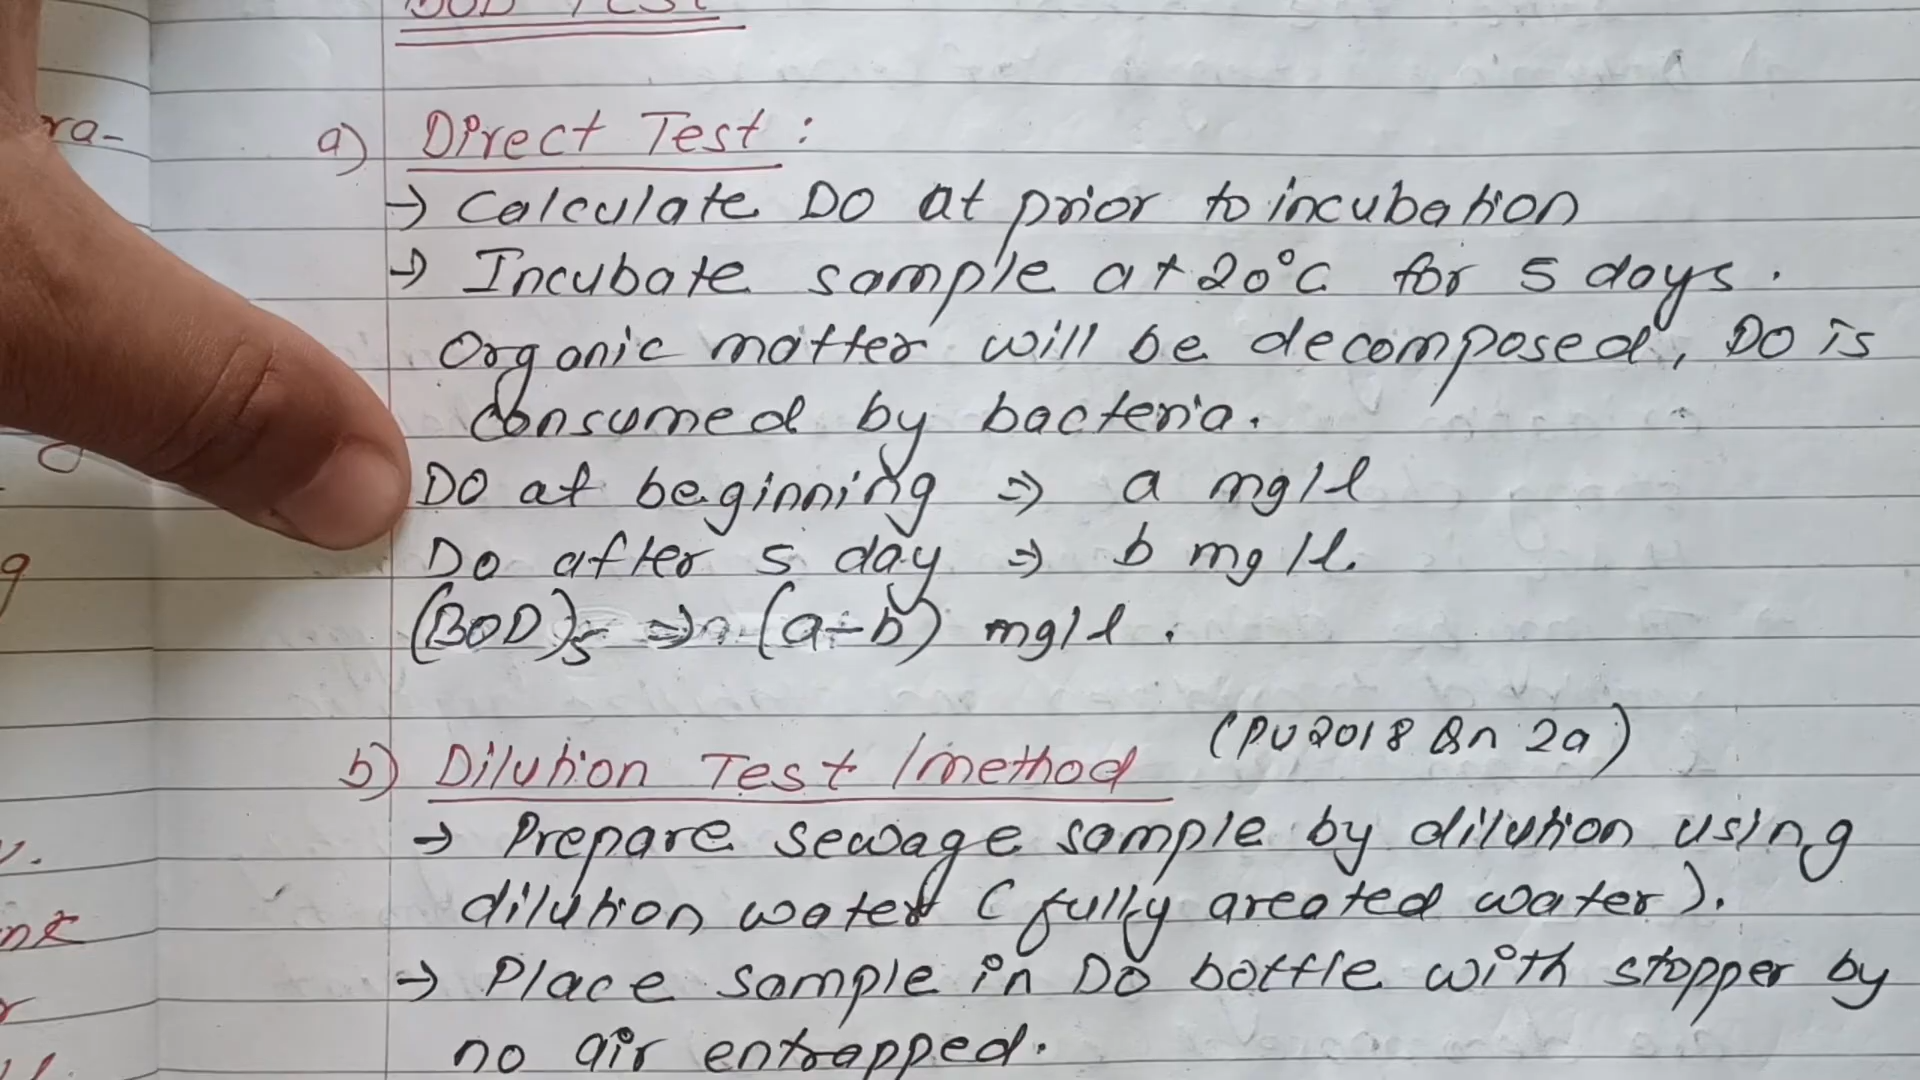 BOD Test
ra-
a) Direct Test :
→ Calculate DO at prior to incubation
→ Incubate sample at 20°C for 5 days.
Organic matter will be decomposed, DO is
consumed by bacteria.
DO at beginning ⇒ a mg/l
g
Do after 5 day ⇒ b mg/l.
(BOD)5 ⇒ (a-b) mg/l.
(PU 2018 Qn 2a)
b) Dilution Test / method
→ Prepare sewage sample by dilution using
dilution water (fully areated water).
→ Place sample in DO bottle with stopper by
no air entrapped.